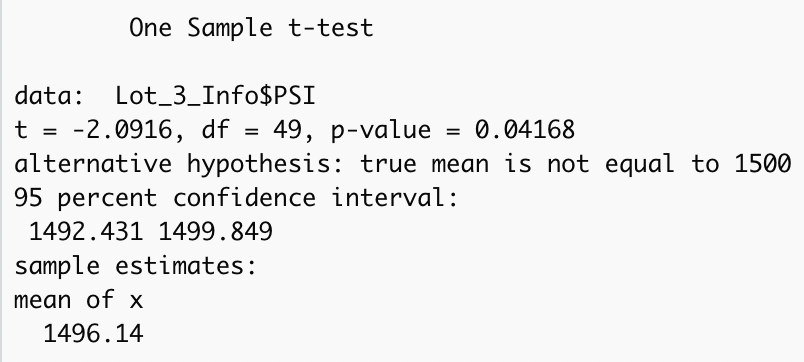 One Sample t-test
data:  Lot_3_Info$PSI
t = -2.0916, df = 49, p-value = 0.04168
alternative hypothesis: true mean is not equal to 1500
95 percent confidence interval:
1492.431 1499.849
sample estimates:
mean of x
1496.14